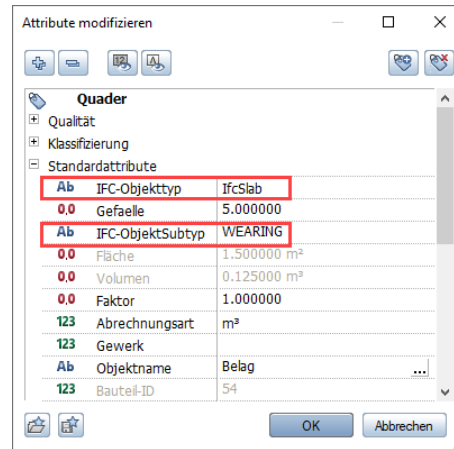 Attribute modifizieren
Quader
Qualität
Klassifizierung
Standardattribute
Ab IFC-Objekttyp IfcSlab
0,0 Gefaelle 5.000000
Ab IFC-ObjektSubtyp WEARING
0,0 Fläche 1.500000 m²
0,0 Volumen 0.125000 m³
0,0 Faktor 1.000000
123 Abrechnungsart m³
123 Gewerk
Ab Objektname Belag ...
123 Bauteil-ID 54
OK Abbrechen